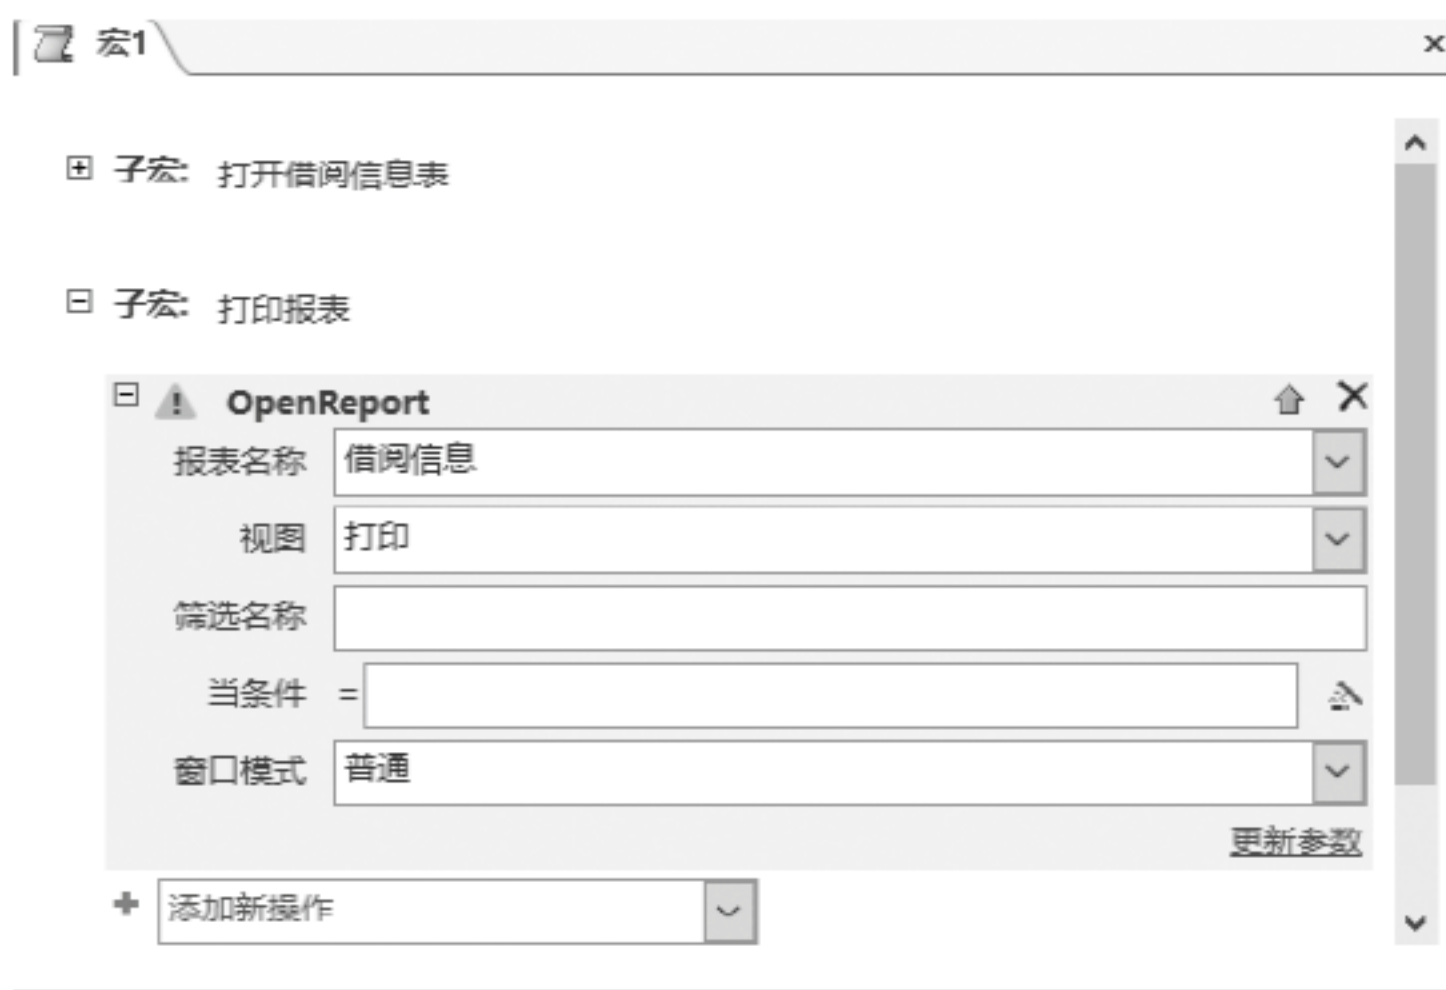 宏1
子宏: 打开借阅信息表
子宏: 打印报表
OpenReport
报表名称 借阅信息
视图 打印
筛选名称
当条件 =
窗口模式 普通
更新参数
添加新操作